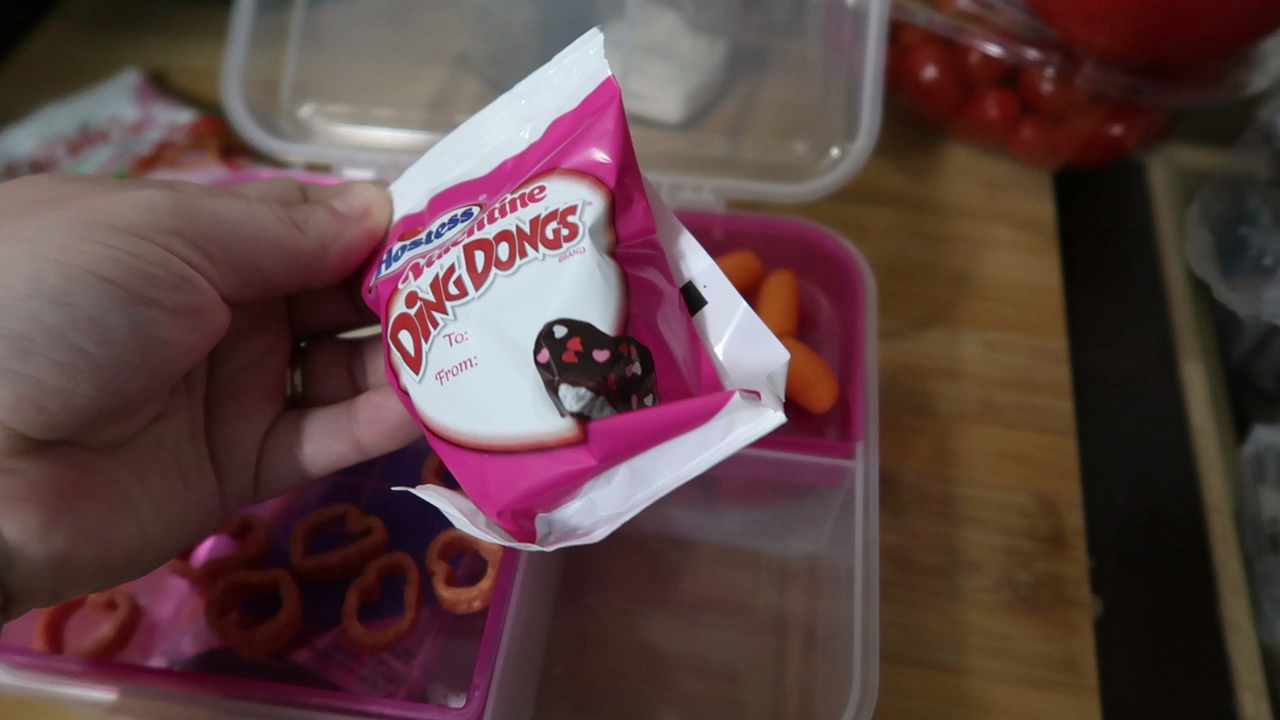 Hostess
Valentine
DING DONGS
BRAND
To:
From: